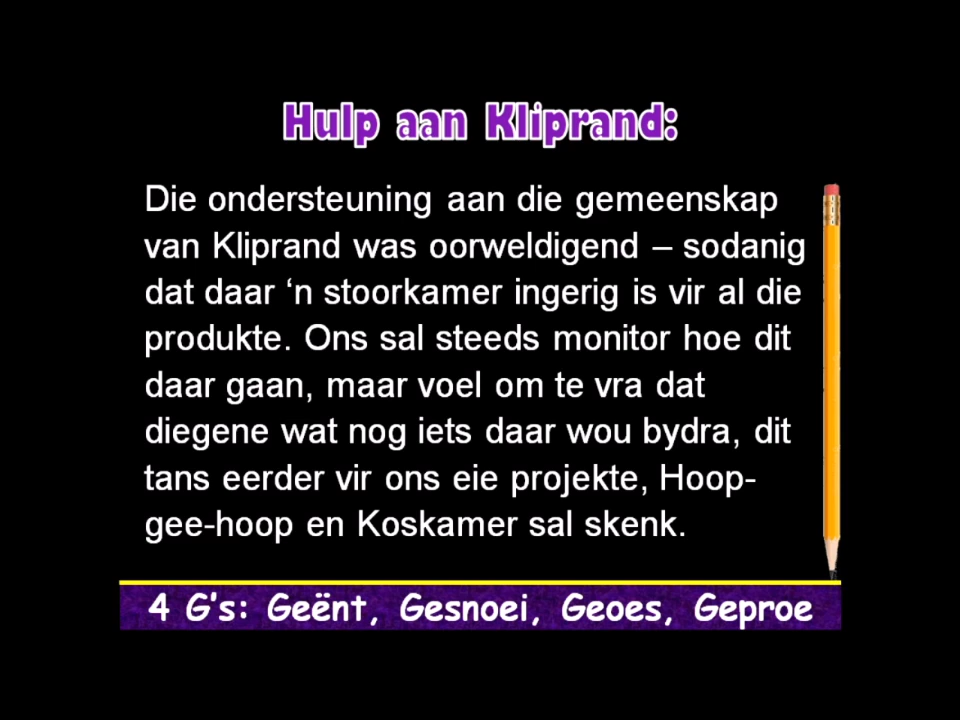 Hulp aan Kliprand:
Die ondersteuning aan die gemeenskap
van Kliprand was oorweldigend – sodanig
dat daar ‘n stoorkamer ingerig is vir al die
produkte. Ons sal steeds monitor hoe dit
daar gaan, maar voel om te vra dat
diegene wat nog iets daar wou bydra, dit
tans eerder vir ons eie projekte, Hoop-
gee-hoop en Koskamer sal skenk.
4 G's: Geënt, Gesnoei, Geoes, Geproe